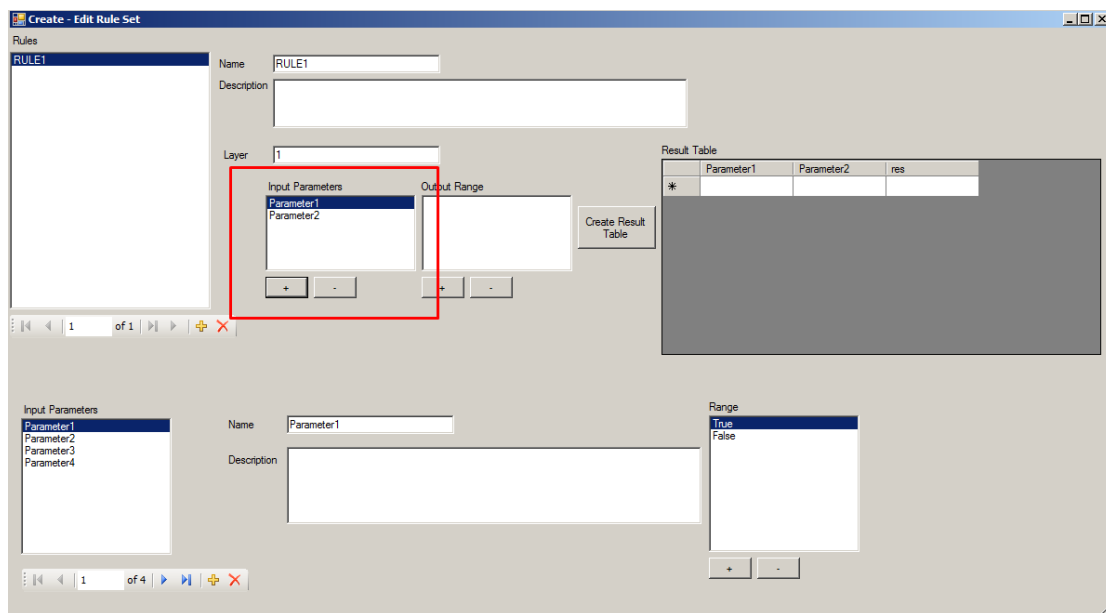 Create - Edit Rule Set
Rules
RULE1
Name RULE1
Description
Layer 1
Input Parameters
Parameter1
Parameter2
+ -
Output Range
+ -
Create Result
Table
Result Table
Parameter1 Parameter2 res
1 of 1
Input Parameters
Parameter1
Parameter2
Parameter3
Parameter4
1 of 4
Name Parameter1
Description
Range
True
False
+ -